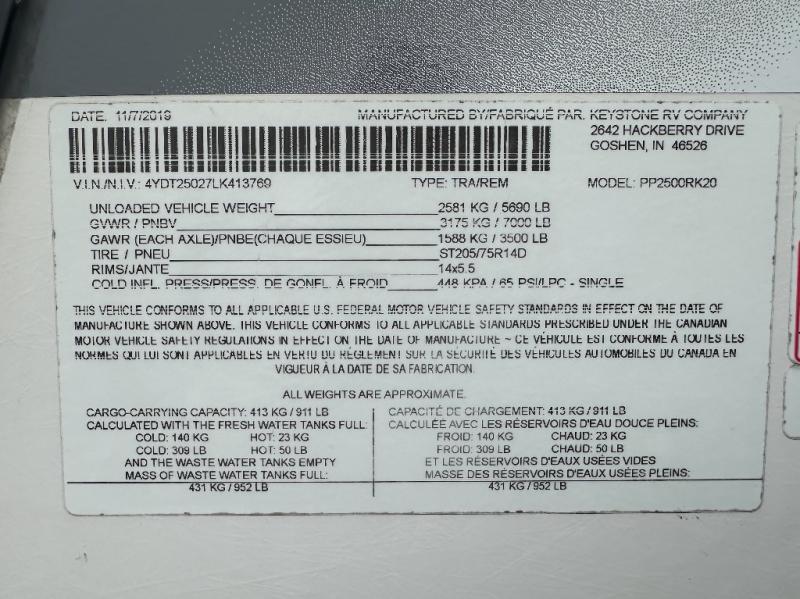 DATE. 11/7/2019 MANUFACTURED BY/FABRIQUÉ PAR. KEYSTONE RV COMPANY
2642 HACKBERRY DRIVE
GOSHEN, IN 46526
V.I.N./N.I.V.: 4YDT25027LK413769 TYPE: TRA/REM MODEL: PP2500RK20
UNLOADED VEHICLE WEIGHT 2581 KG / 5690 LB
GVWR / PNBV 3175 KG / 7000 LB
GAWR (EACH AXLE)/PNBE(CHAQUE ESSIEU) 1588 KG / 3500 LB
TIRE / PNEU ST205/75R14D
RIMS/JANTE 14x5.5
COLD INFL. PRESS/PRESS. DE GONFL. À FROID 448 KPA / 65 PSI/LPC - SINGLE
THIS VEHICLE CONFORMS TO ALL APPLICABLE U.S. FEDERAL MOTOR VEHICLE SAFETY STANDARDS IN EFFECT ON THE DATE OF
MANUFACTURE SHOWN ABOVE. THIS VEHICLE CONFORMS TO ALL APPLICABLE STANDARDS PRESCRIBED UNDER THE CANADIAN
MOTOR VEHICLE SAFETY REGULATIONS IN EFFECT ON THE DATE OF MANUFACTURE ~ CE VÉHICULE EST CONFORME À TOUTES LES
NORMES QUI LUI SONT APPLICABLES EN VERTU DU RÈGLEMENT SUR LA SÉCURITÉ DES VÉHICULES AUTOMOBILES DU CANADA EN
VIGUEUR À LA DATE DE SA FABRICATION.
ALL WEIGHTS ARE APPROXIMATE.
CARGO-CARRYING CAPACITY: 413 KG / 911 LB
CALCULATED WITH THE FRESH WATER TANKS FULL:
COLD: 140 KG HOT: 23 KG
COLD: 309 LB HOT: 50 LB
AND THE WASTE WATER TANKS EMPTY
MASS OF WASTE WATER TANKS FULL:
431 KG / 952 LB
CAPACITÉ DE CHARGEMENT: 413 KG / 911 LB
CALCULÉE AVEC LES RÉSERVOIRS D'EAU DOUCE PLEINS:
FROID: 140 KG CHAUD: 23 KG
FROID: 309 LB CHAUD: 50 LB
ET LES RÉSERVOIRS D'EAUX USÉES VIDES
MASSE DES RÉSERVOIRS D'EAUX USÉES PLEINS:
431 KG / 952 LB